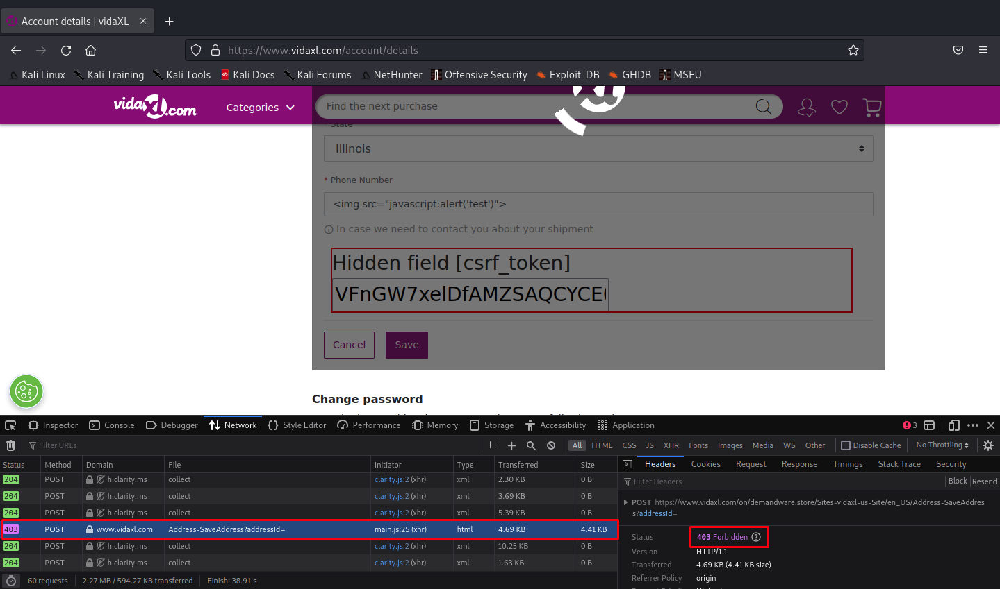 Account details | vidaXL
https://www.vidaxl.com/account/details
Kali Linux Kali Training Kali Tools Kali Docs Kali Forums NetHunter Offensive Security Exploit-DB GHDB MSFU
vidaXL.com Categories Find the next purchase
State
Illinois
* Phone Number
<img src="javascript:alert('test')">
In case we need to contact you about your shipment
Hidden field [csrf_token]
VFnGW7xelDfAMZSAQCYCE
Cancel Save
Change password
Inspector Console Debugger Network Style Editor Performance Memory Storage Accessibility Application 3
Filter URLs All HTML CSS JS XHR Fonts Images Media WS Other Disable Cache No Throttling
Status Method Domain File Initiator Type Transferred Size
204 POST h.clarity.ms collect clarity.js:2 (xhr) xml 2.30 KB 0 B
204 POST h.clarity.ms collect clarity.js:2 (xhr) xml 3.69 KB 0 B
204 POST h.clarity.ms collect clarity.js:2 (xhr) xml 5.39 KB 0 B
403 POST www.vidaxl.com Address-SaveAddress?addressId= main.js:25 (xhr) html 4.69 KB 4.41 KB
204 POST h.clarity.ms collect clarity.js:2 (xhr) xml 10.25 KB 0 B
204 POST h.clarity.ms collect clarity.js:2 (xhr) xml 1.63 KB 0 B
60 requests 2.27 MB / 594.27 KB transferred Finish: 38.91 s
Headers Cookies Request Response Timings Stack Trace Security
Filter Headers Block Resend
POST https://www.vidaxl.com/on/demandware.store/Sites-vidaxl-us-Site/en_US/Address-SaveAddres
s?addressId=
Status 403 Forbidden
Version HTTP/1.1
Transferred 4.69 KB (4.41 KB size)
Referrer Policy origin